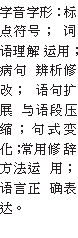 字音字形；标
点符号； 词
语理解 运用；
病句 辨析修
改； 语句扩
展 与语段压
缩；句式变
化；常用修辞
方法运 用；
语言正 确表
达。